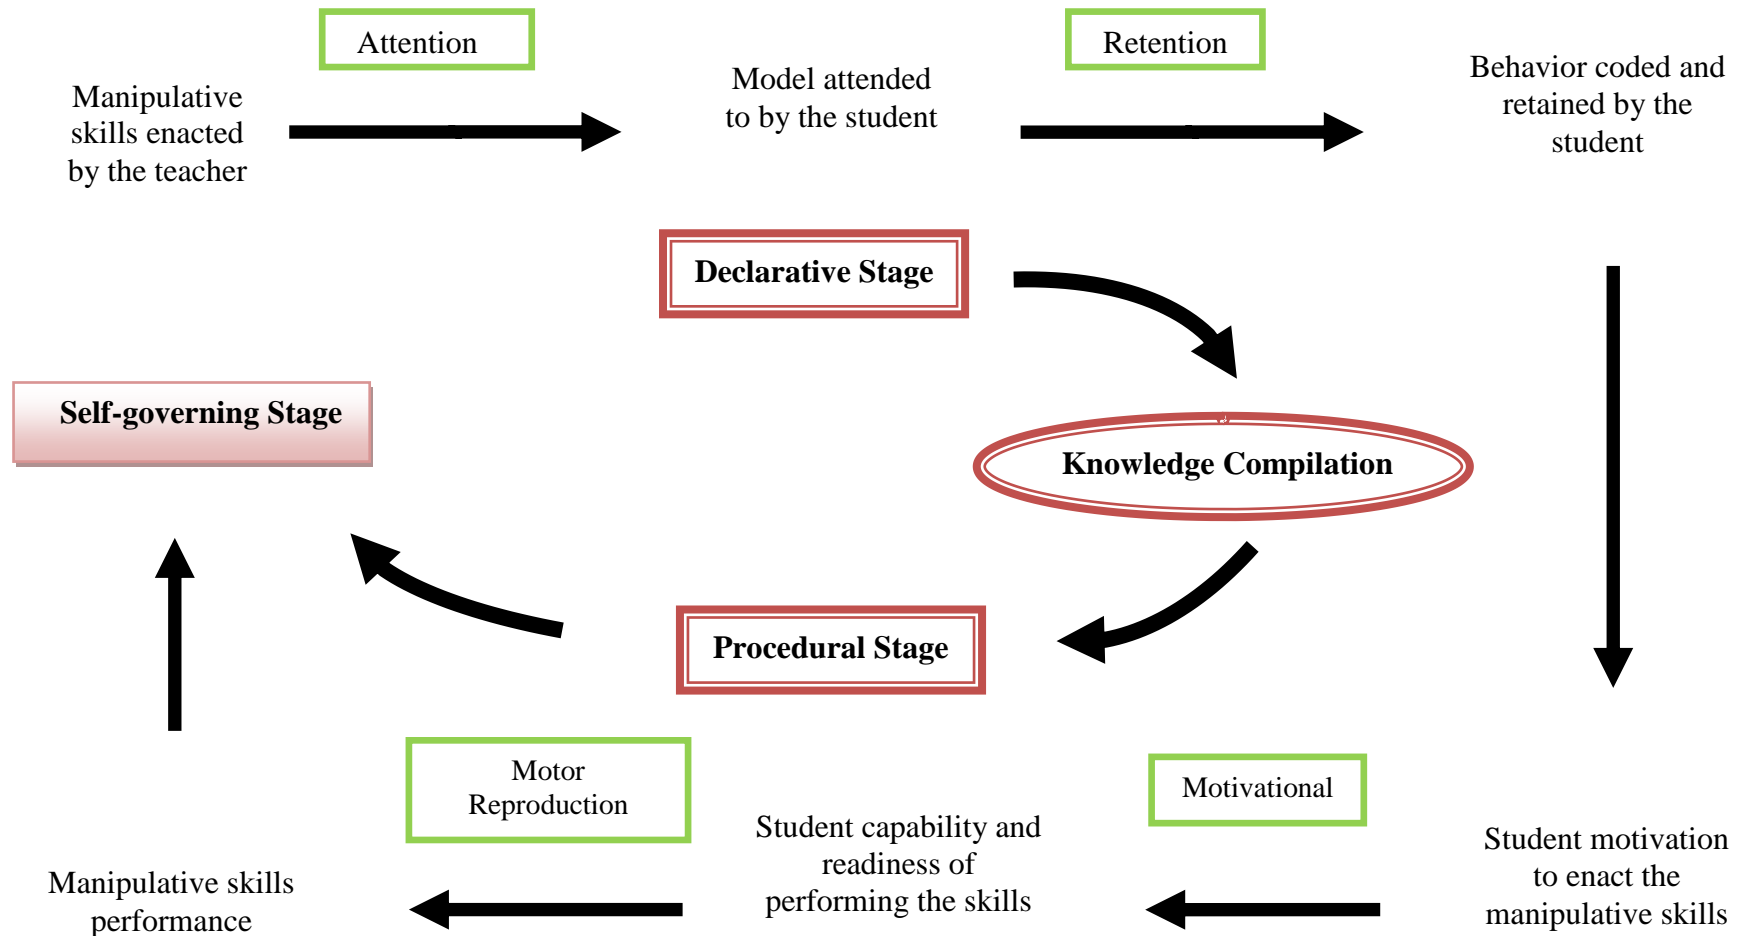 Attention
Retention
Manipulative
skills enacted
by the teacher
Model attended
to by the student
Behavior coded and
retained by the
student
Declarative Stage
Self-governing Stage
Knowledge Compilation
Procedural Stage
Motor
Reproduction
Motivational
Manipulative skills
performance
Student capability and
readiness of
performing the skills
Student motivation
to enact the
manipulative skills